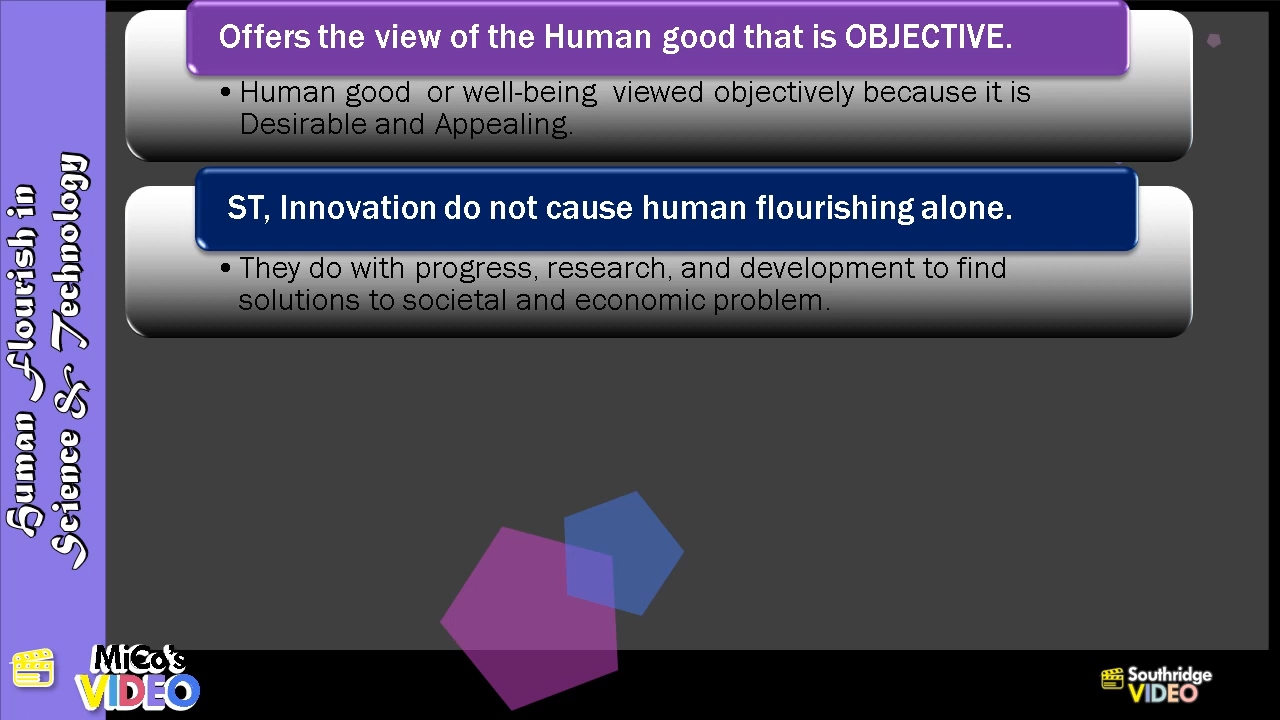 Offers the view of the Human good that is OBJECTIVE.
• Human good or well-being viewed objectively because it is
Desirable and Appealing.
ST, Innovation do not cause human flourishing alone.
• They do with progress, research, and development to find
solutions to societal and economic problem.
Human Flourish in
Science & Technology
MiCo's
VIDEO
Southridge
VIDEO